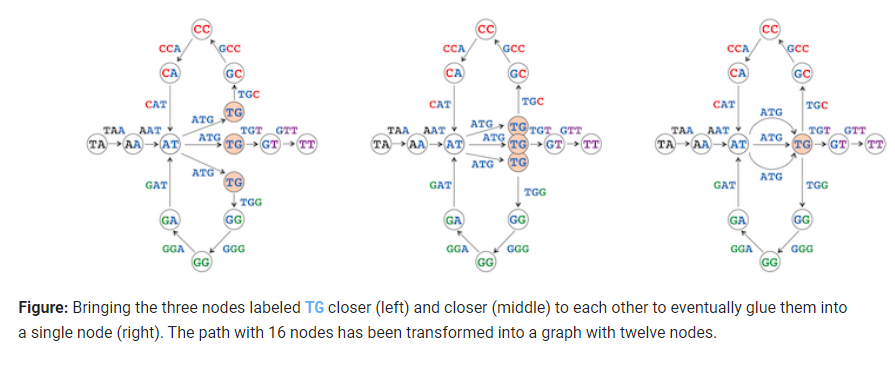 CC CC CC
CCA GCC CCA GCC CCA GCC
CA GC CA GC CA GC
TGC TGC TGC
CAT TG CAT CAT ATG
ATG ATG TG
TAA AAT ATG TGT GTT TAA AAT ATG TGT GTT TAA AAT ATG TGT GTT
TA AA AT TG GT TT TA AA AT TG GT TT TA AA AT TG GT TT
ATG ATG TG ATG
GAT TG GAT GAT
TGG TGG TGG
GA GG GA GG GA GG
GGA GGG GGA GGG GGA GGG
GG GG GG
Figure: Bringing the three nodes labeled TG closer (left) and closer (middle) to each other to eventually glue them into
a single node (right). The path with 16 nodes has been transformed into a graph with twelve nodes.